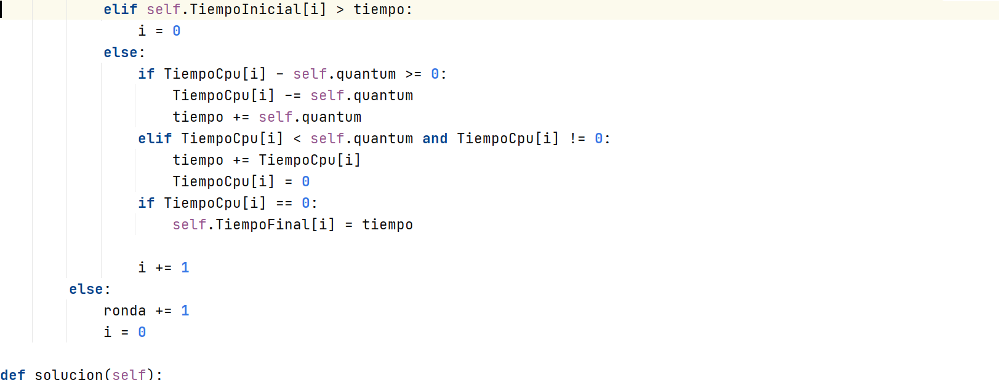 elif self.TiempoInicial[i] > tiempo:
i = 0
else:
if TiempoCpu[i] - self.quantum >= 0:
TiempoCpu[i] -= self.quantum
tiempo += self.quantum
elif TiempoCpu[i] < self.quantum and TiempoCpu[i] != 0:
tiempo += TiempoCpu[i]
TiempoCpu[i] = 0
if TiempoCpu[i] == 0:
self.TiempoFinal[i] = tiempo
i += 1
else:
ronda += 1
i = 0
def solucion(self):